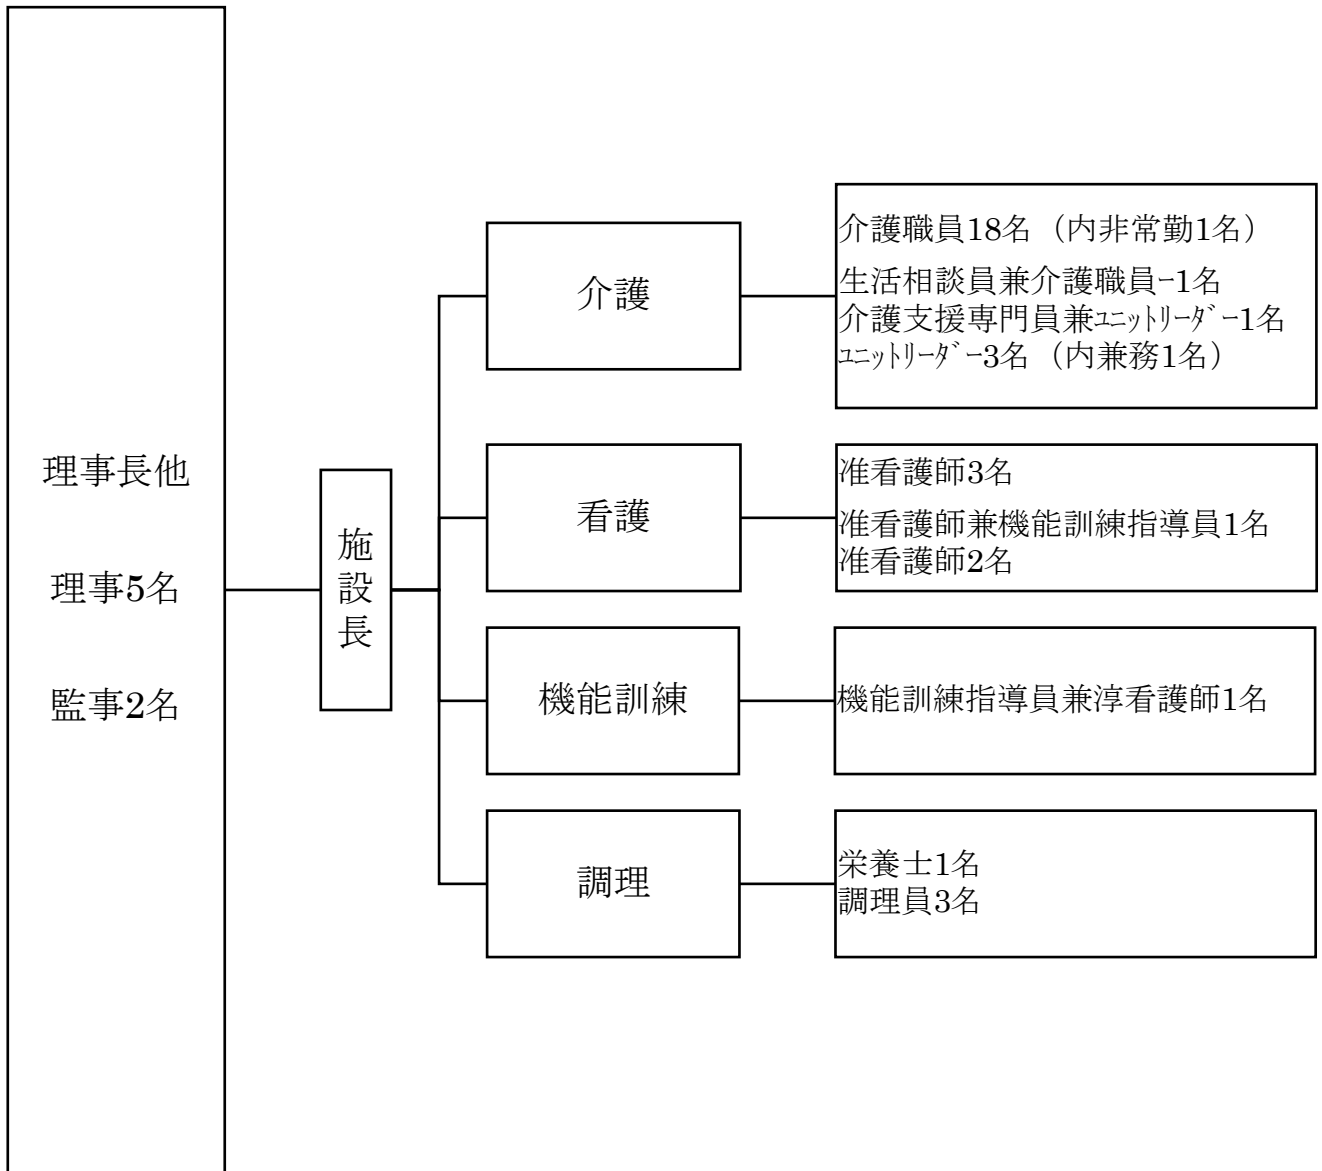 理事長他
理事5名
監事2名
施設長
介護
介護職員18名（内非常勤1名）
生活相談員兼介護職員ｰ1名
介護支援専門員兼ﾕﾆｯﾄﾘｰﾀﾞｰ1名
ﾕﾆｯﾄﾘｰﾀﾞｰ3名（内兼務1名）
看護
准看護師3名
准看護師兼機能訓練指導員1名
准看護師2名
機能訓練
機能訓練指導員兼淳看護師1名
調理
栄養士1名
調理員3名